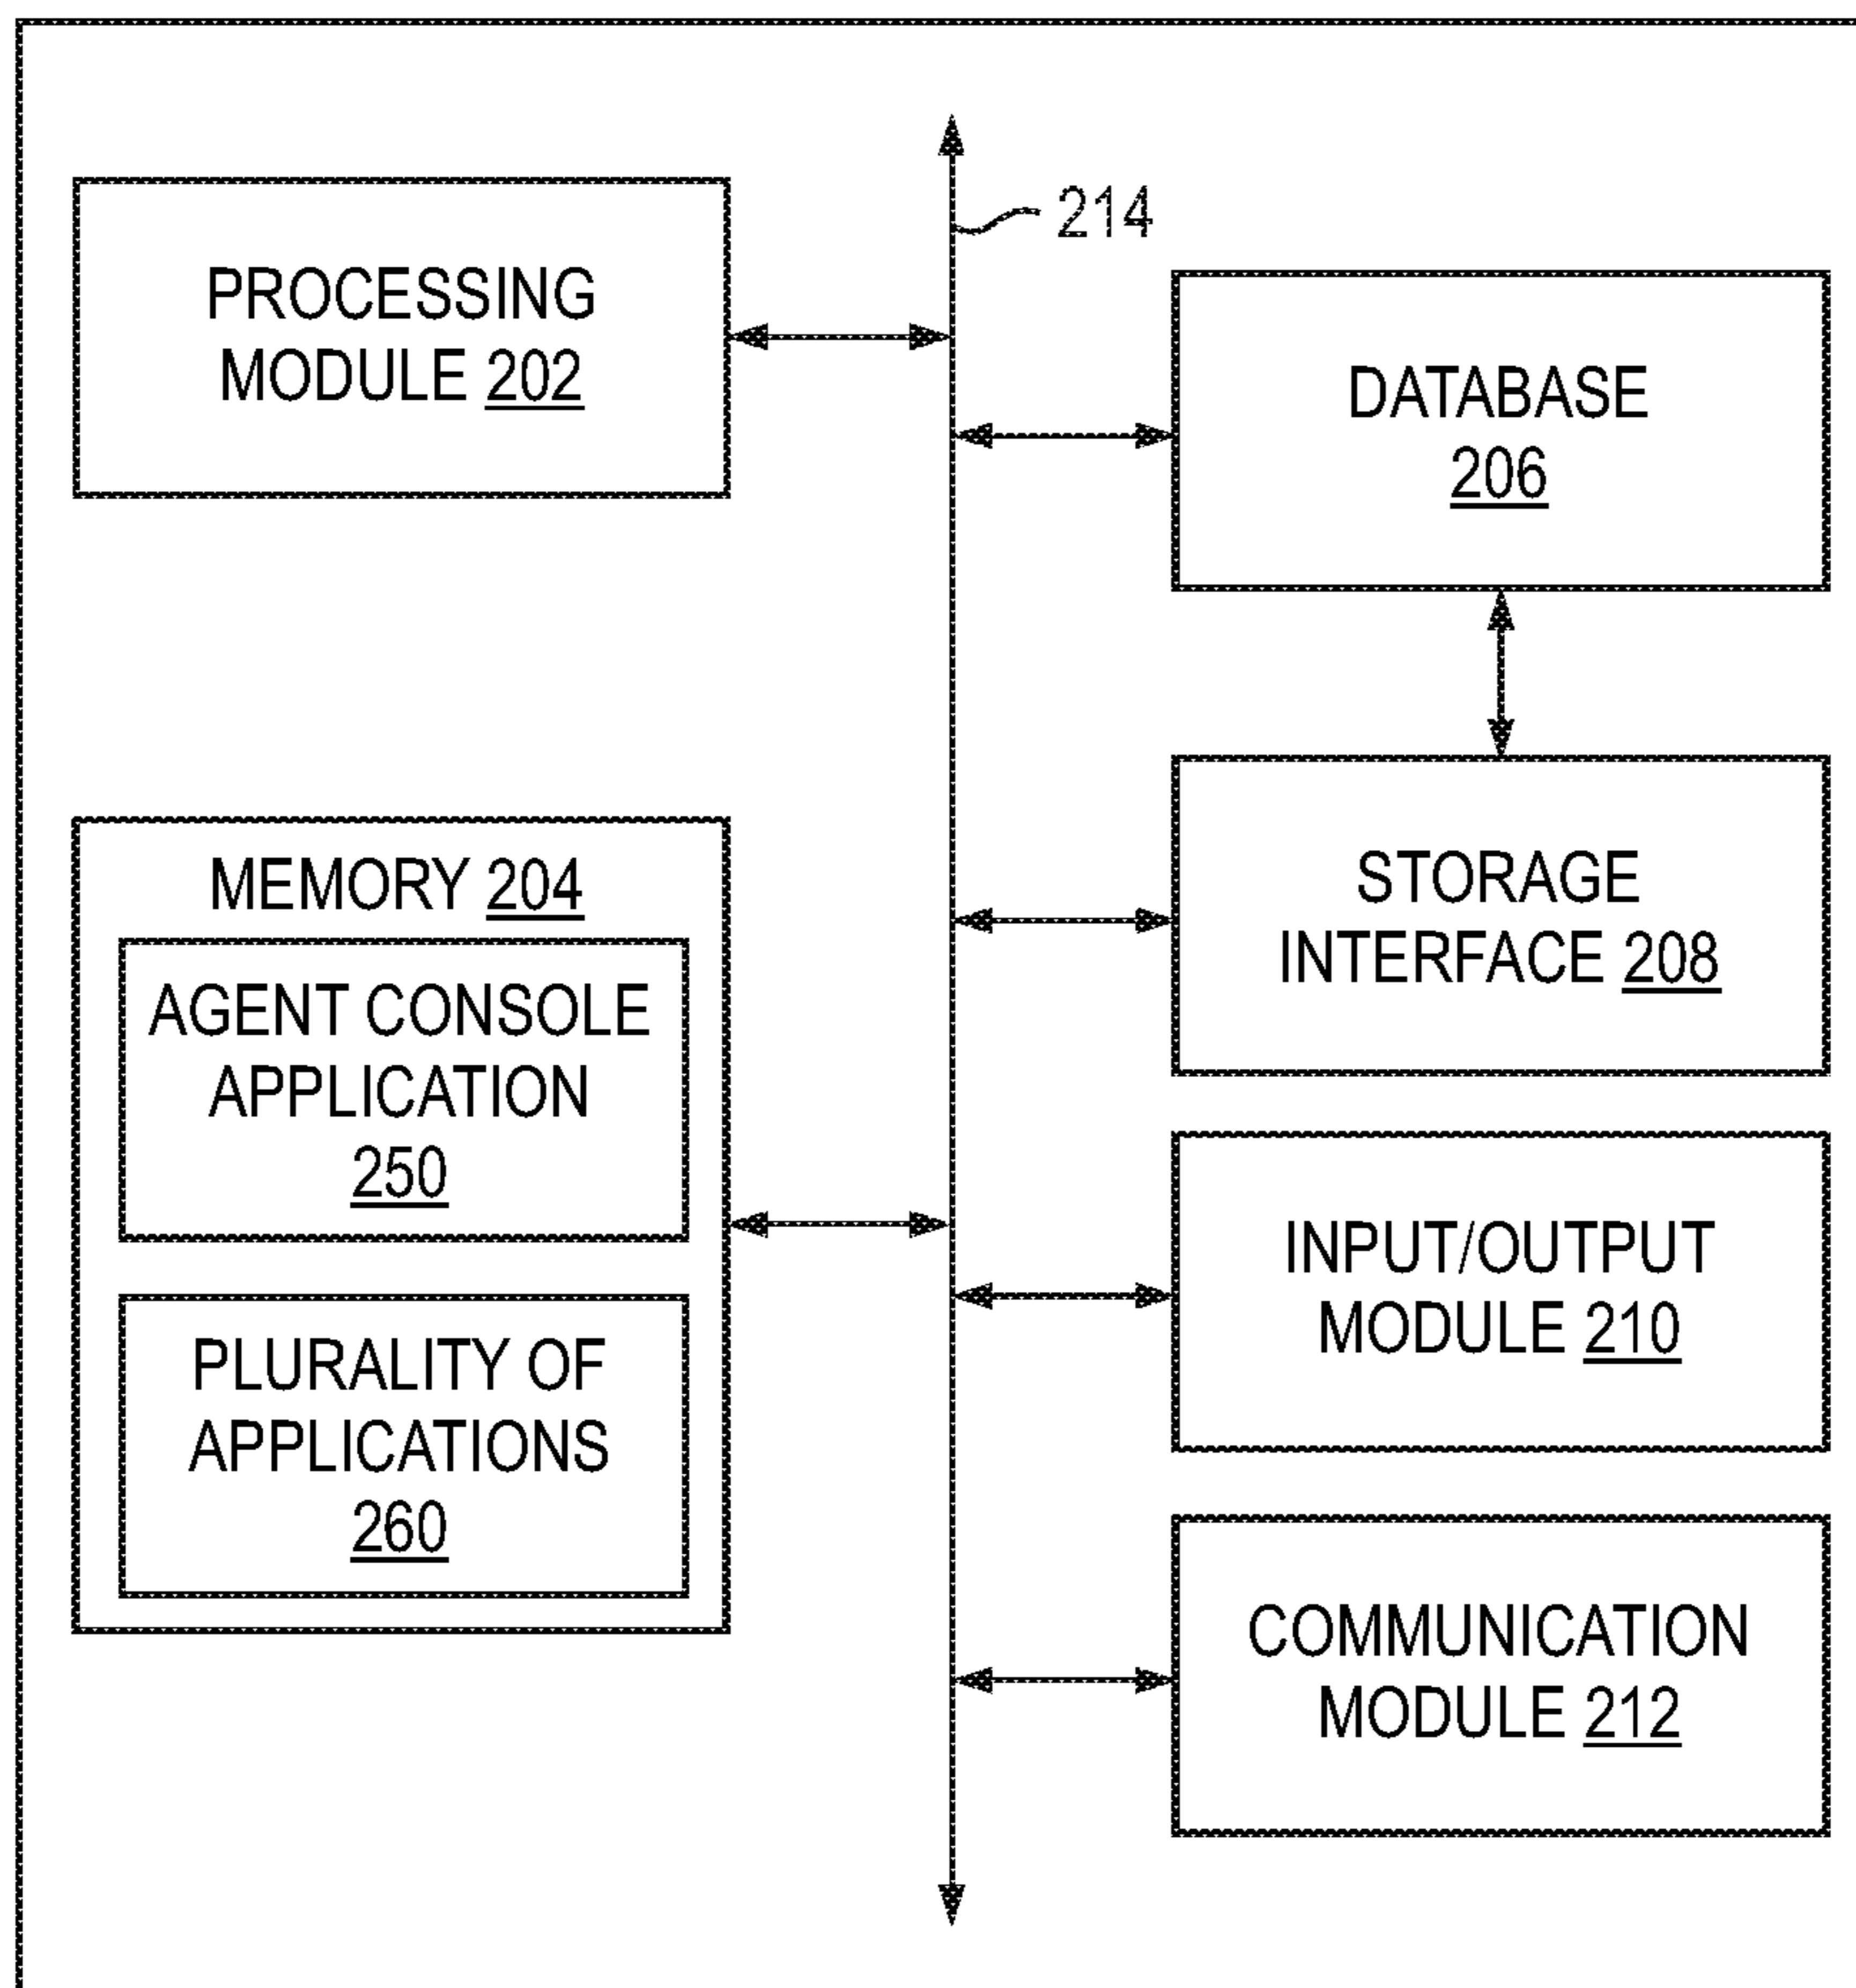 214
PROCESSING
MODULE 202
DATABASE
206
MEMORY 204
AGENT CONSOLE
APPLICATION
250
PLURALITY OF
APPLICATIONS
260
STORAGE
INTERFACE 208
INPUT/OUTPUT
MODULE 210
COMMUNICATION
MODULE 212